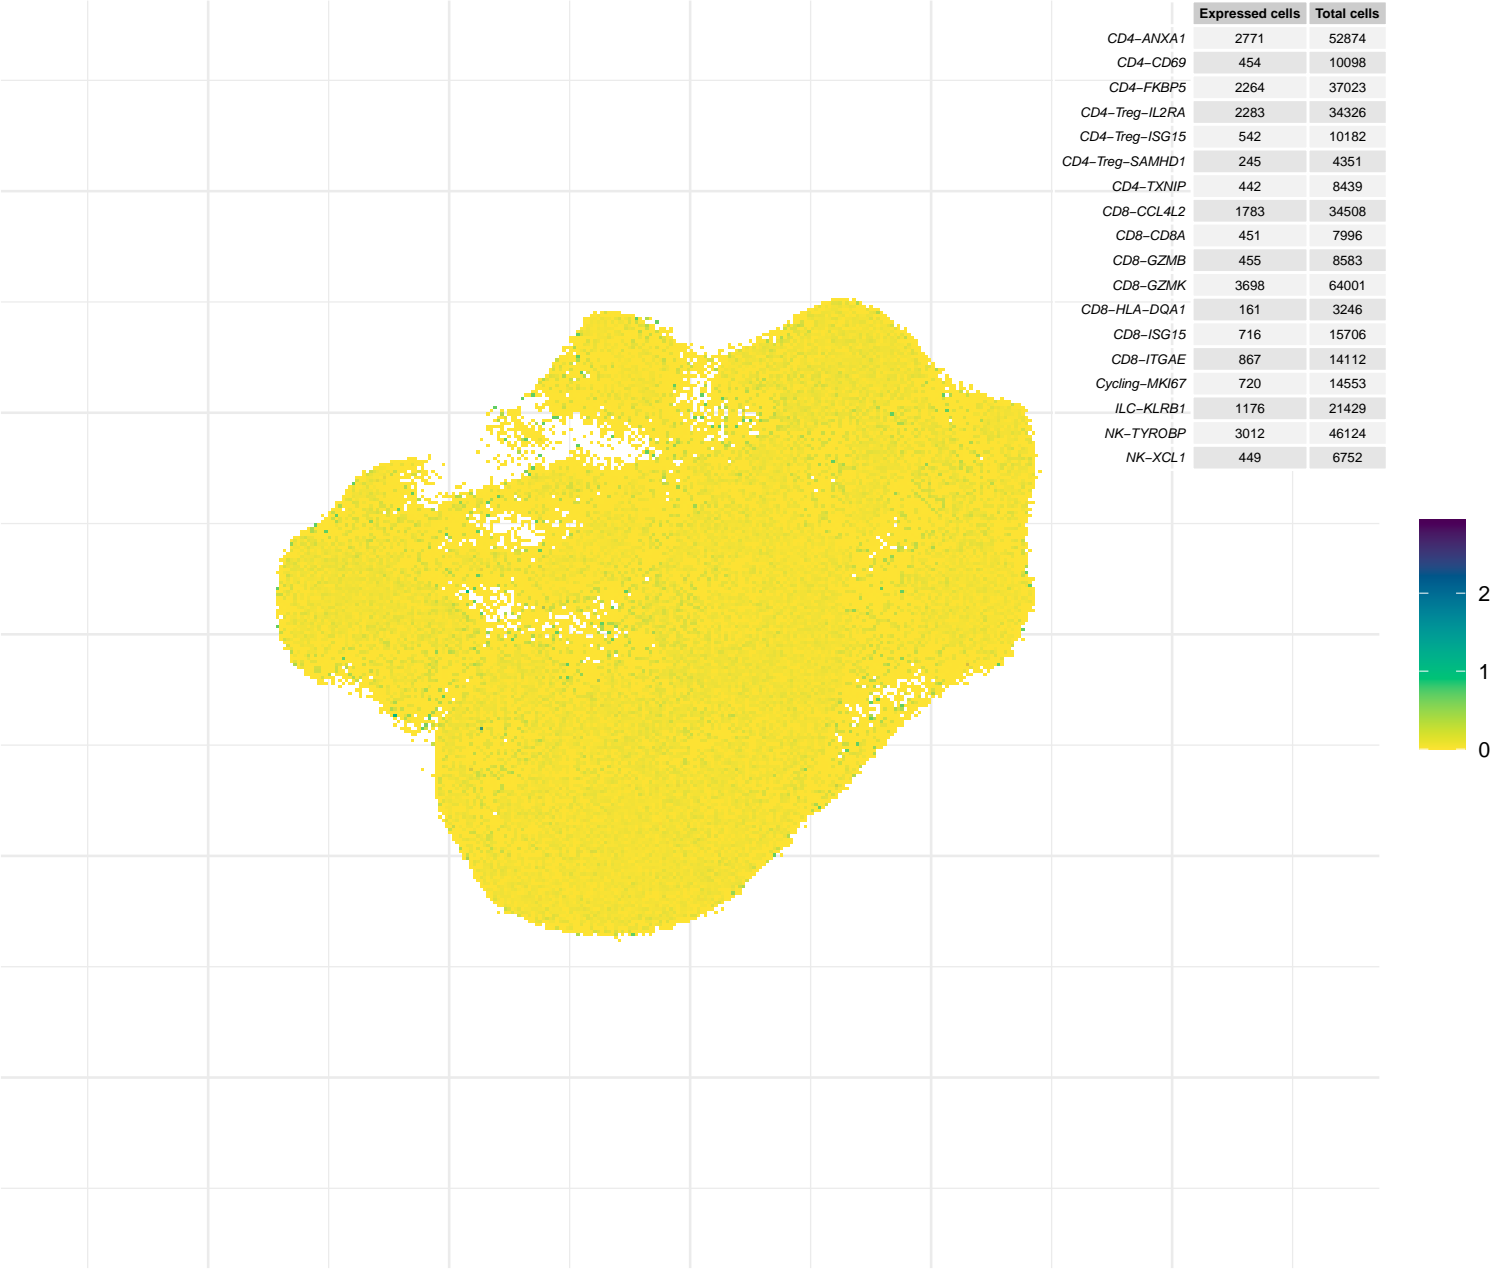 Expressed cells Total cells
CD4−ANXA1 2771 52874
CD4−CD69 454 10098
CD4−FKBP5 2264 37023
CD4−Treg−IL2RA 2283 34326
CD4−Treg−ISG15 542 10182
CD4−Treg−SAMHD1 245 4351
CD4−TXNIP 442 8439
CD8−CCL4L2 1783 34508
CD8−CD8A 451 7996
CD8−GZMB 455 8583
CD8−GZMK 3698 64001
CD8−HLA−DQA1 161 3246
CD8−ISG15 716 15706
CD8−ITGAE 867 14112
Cycling−MKI67 720 14553
ILC−KLRB1 1176 21429
NK−TYROBP 3012 46124
NK−XCL1 449 6752
2
1
0